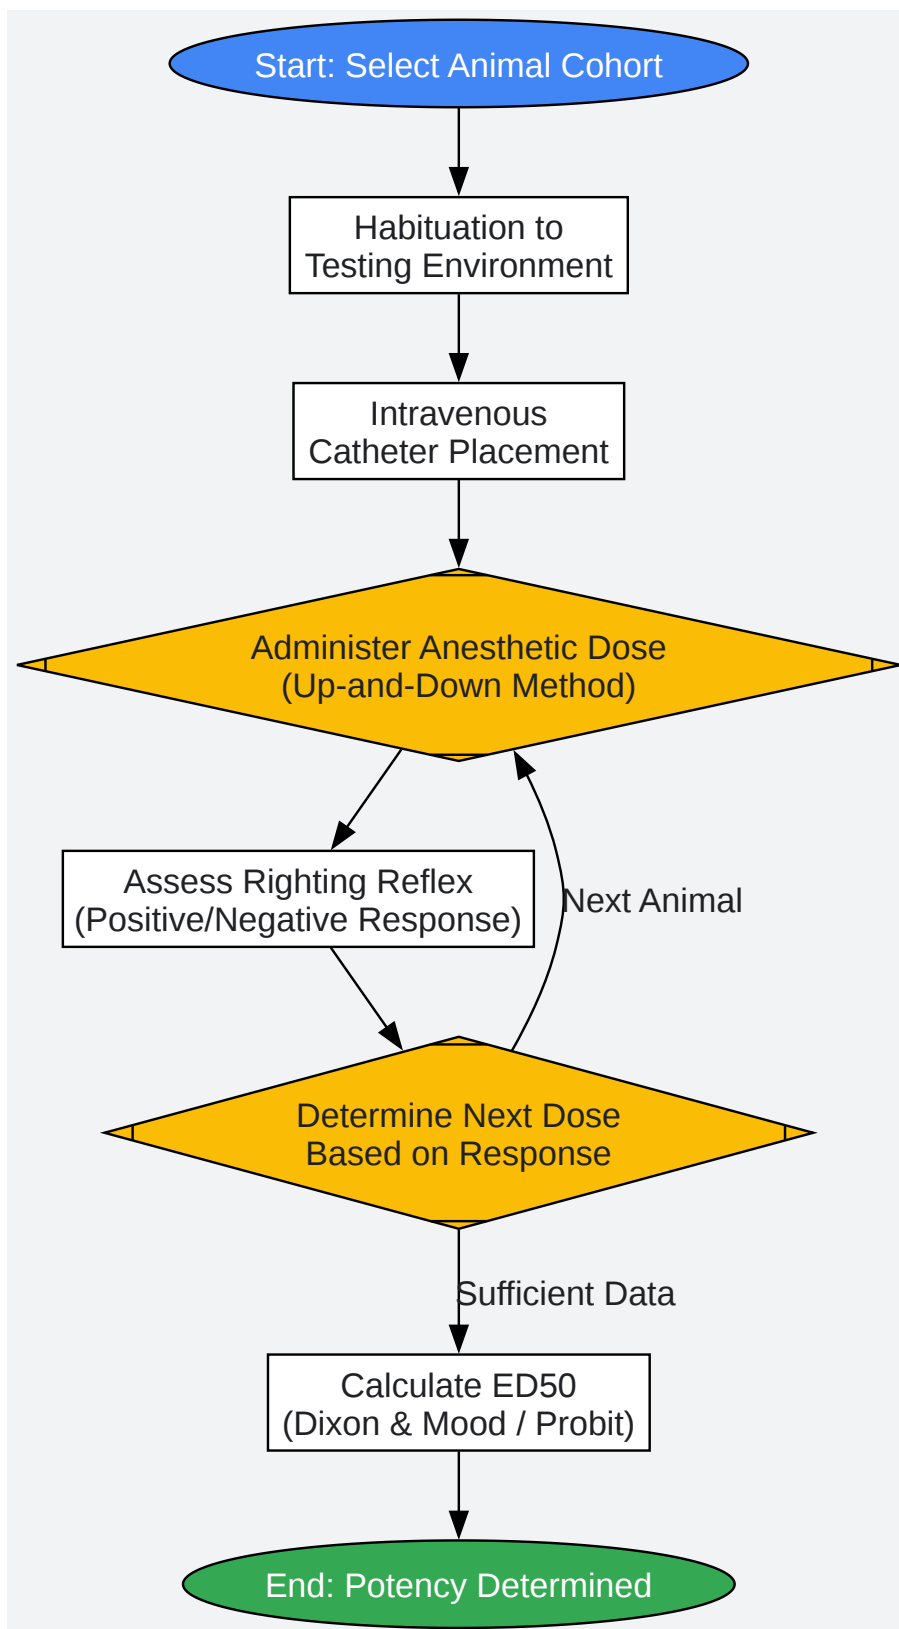 Start: Select Animal Cohort
Habituation to
Testing Environment
Intravenous
Catheter Placement
Administer Anesthetic Dose
(Up-and-Down Method)
Assess Righting Reflex
(Positive/Negative Response)
Next Animal
Determine Next Dose
Based on Response
Sufficient Data
Calculate ED50
(Dixon & Mood / Probit)
End: Potency Determined